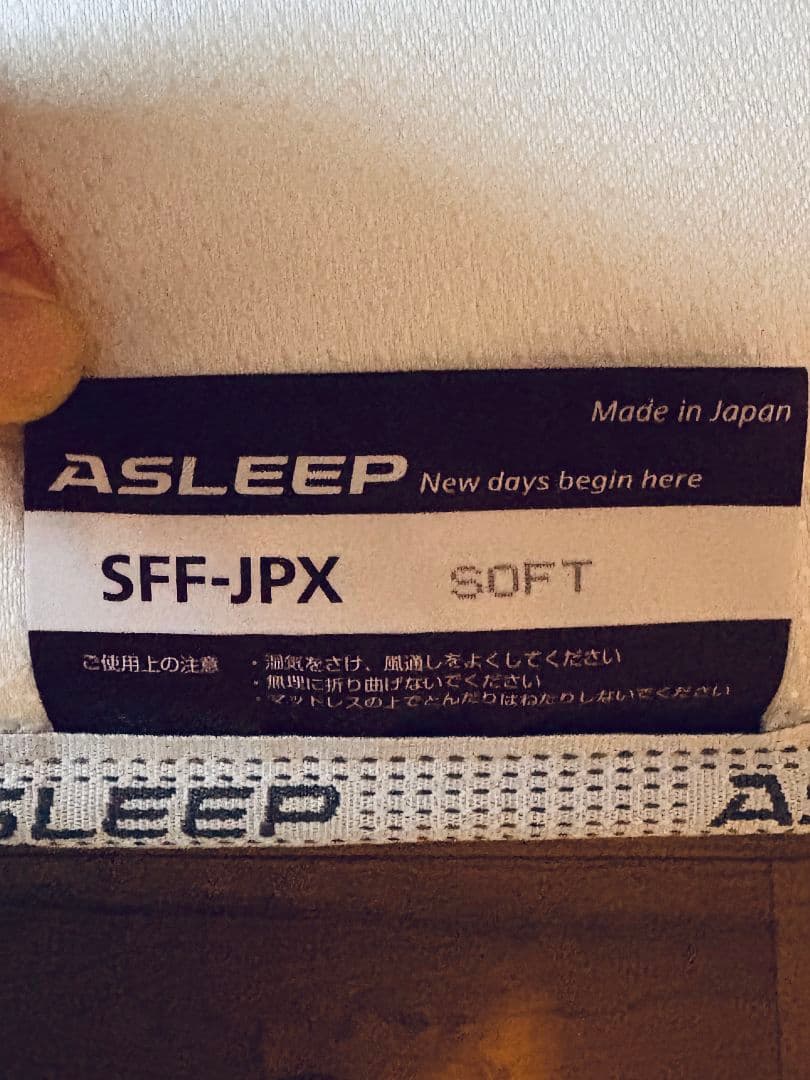 Made in Japan
ASLEEP New days begin here
SFF-JPX SOFT
ご使用上の注意 ・湿気をさけ、風通しをよくしてください
・無理に折り曲げないでください
・マットレスの上でとんだりはねたりしないでください
SLEEP A